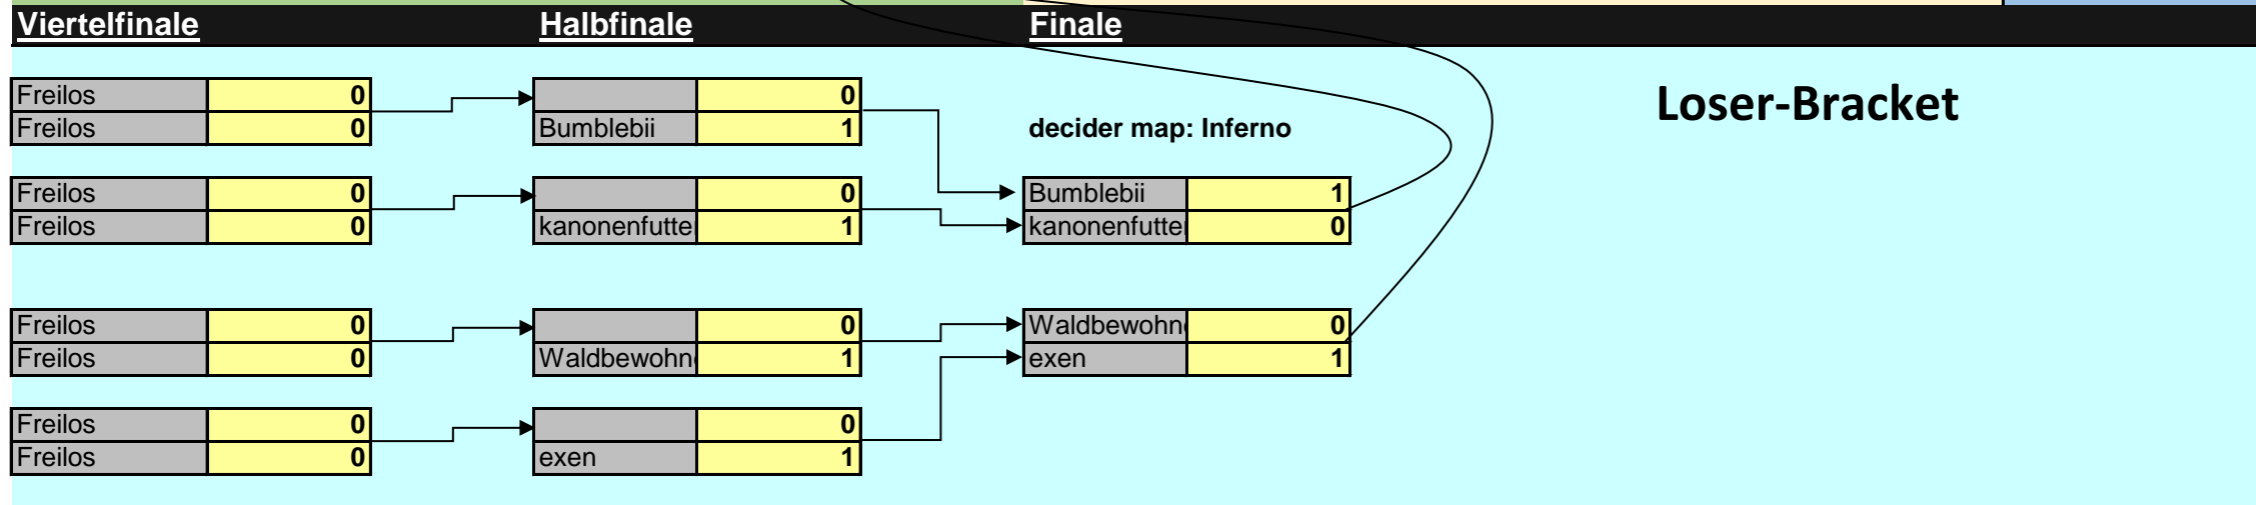 Viertelfinale Halbfinale Finale
Loser-Bracket
Freilos 0 0
Freilos 0 Bumblebii 1 decider map: Inferno
Freilos 0 0 Bumblebii 1
Freilos 0 kanonenfutte 1 kanonenfutte 0
Freilos 0 0 Waldbewohn 0
Freilos 0 Waldbewohn 1 exen 1
Freilos 0 0
Freilos 0 exen 1